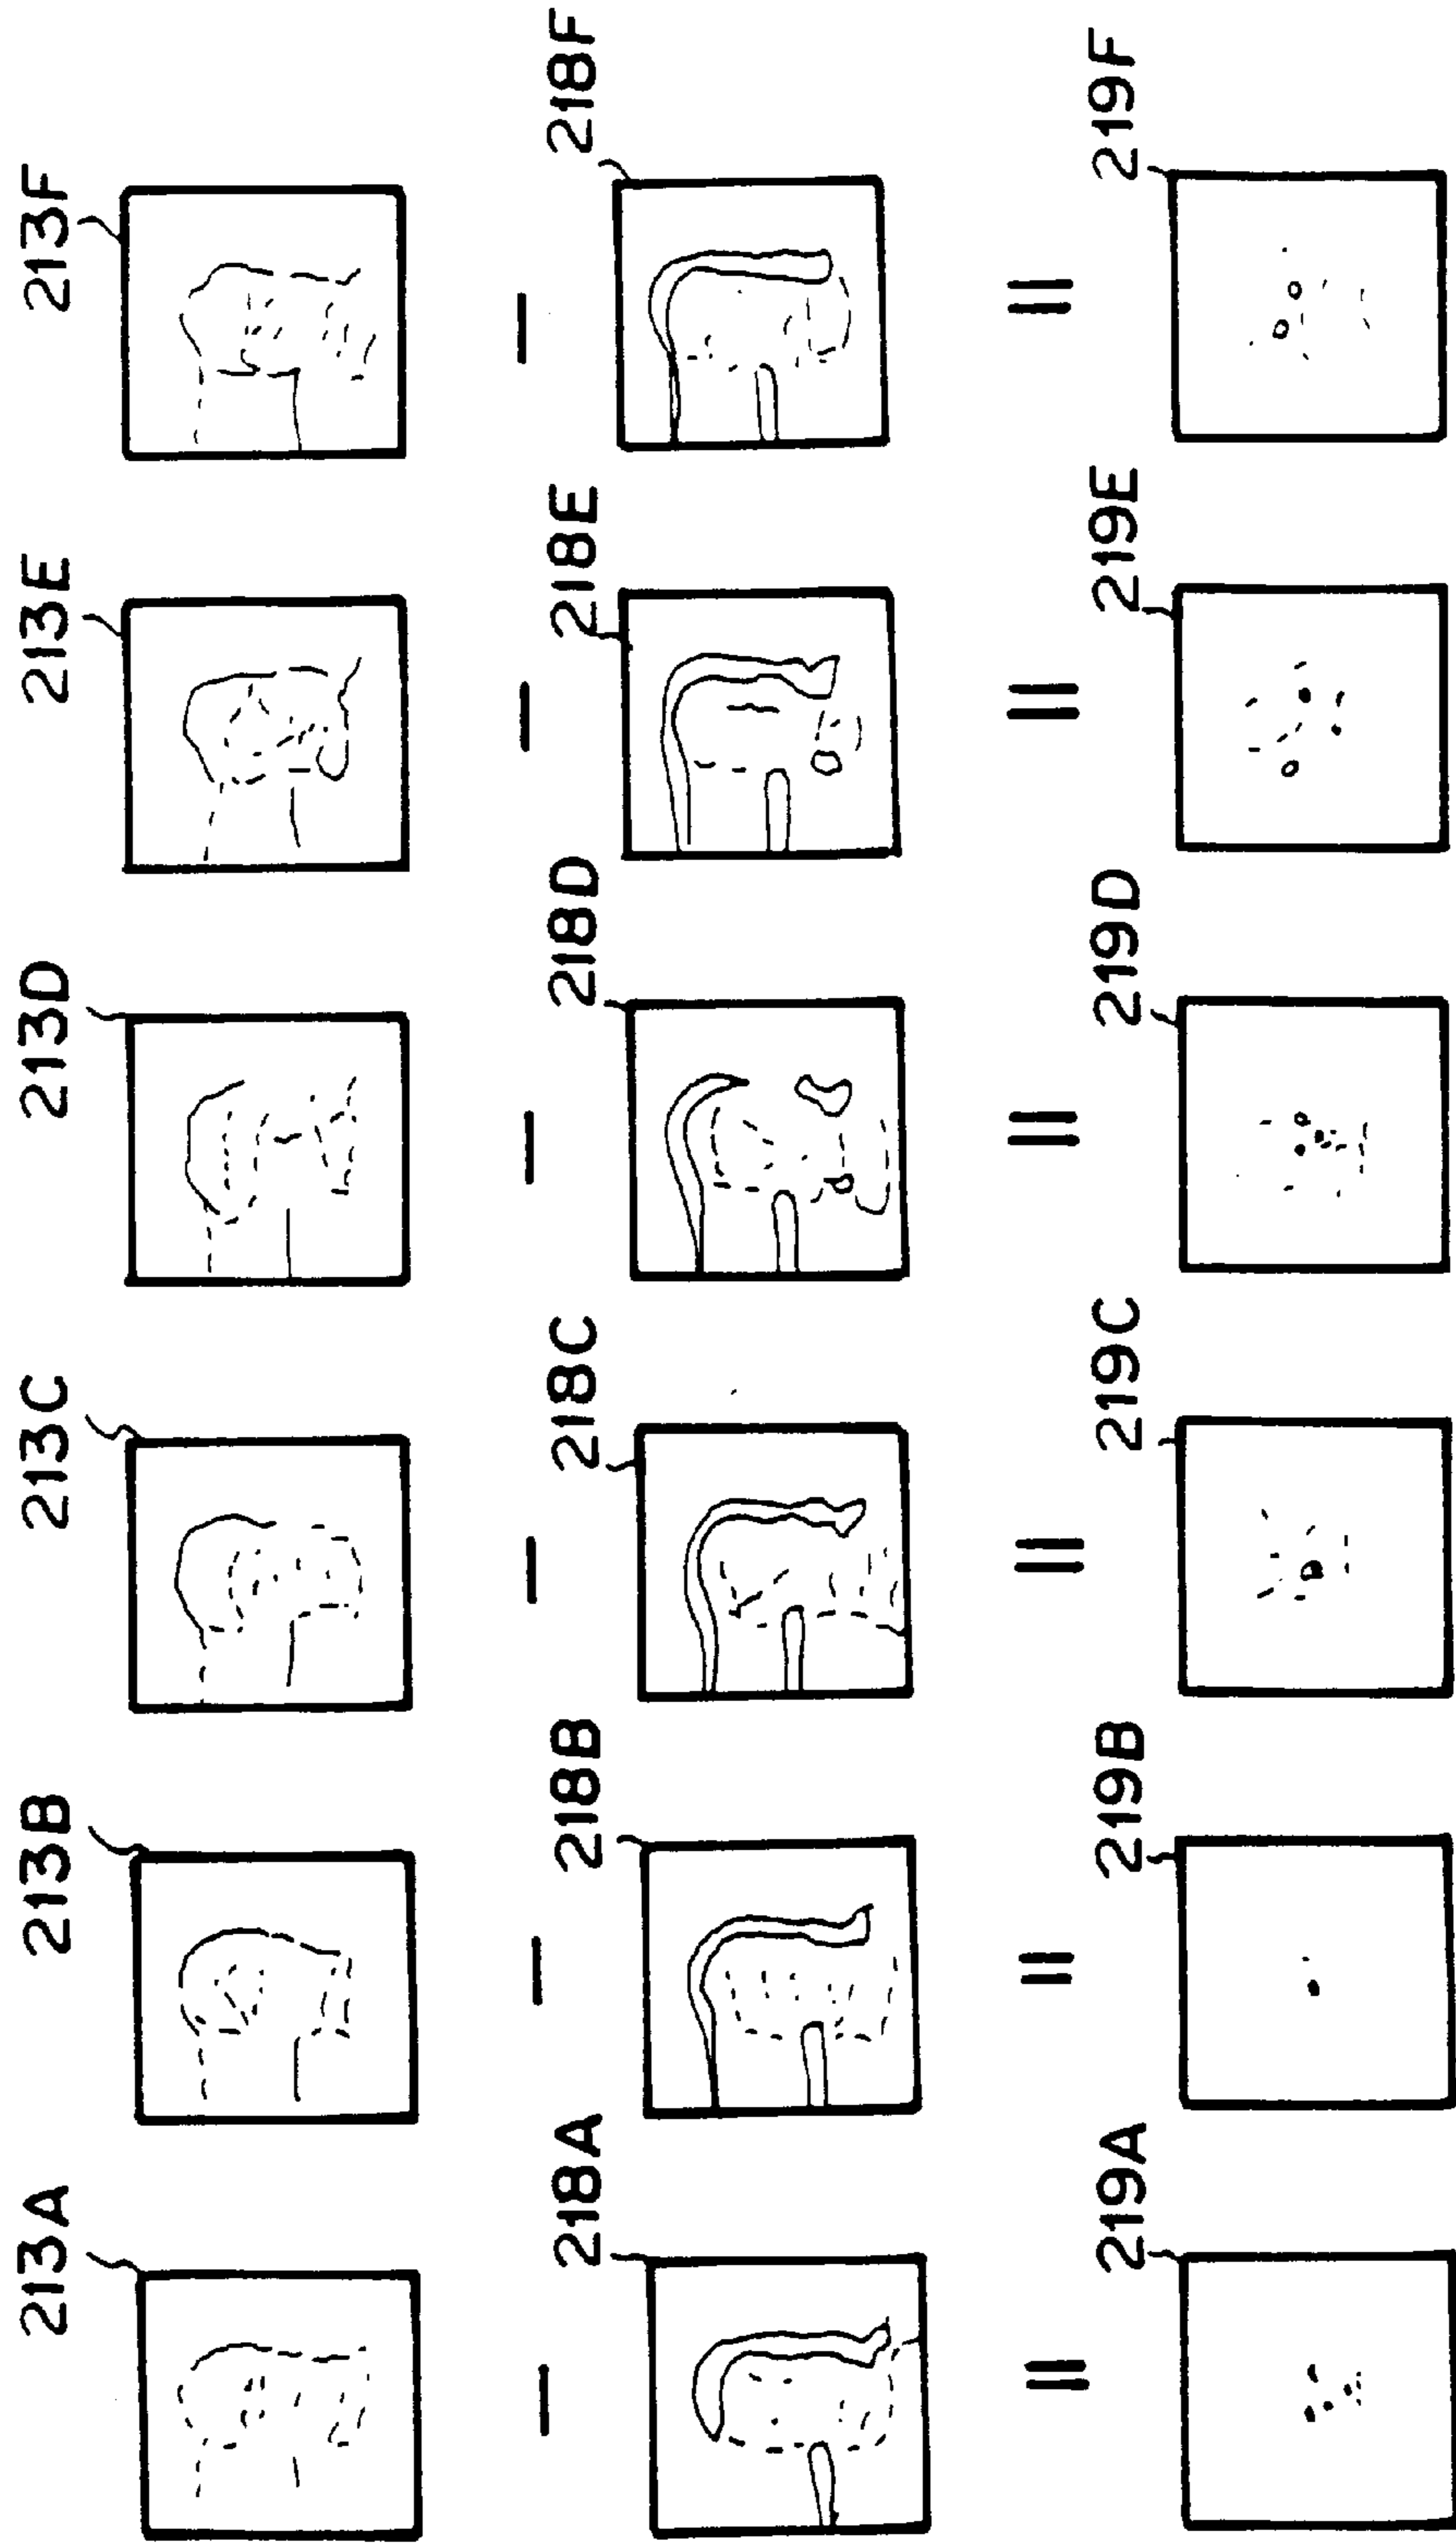 213A − 218A = 219A
213B − 218B = 219B
213C − 218C = 219C
213D − 218D = 219D
213E − 218E = 219E
213F − 218F = 219F